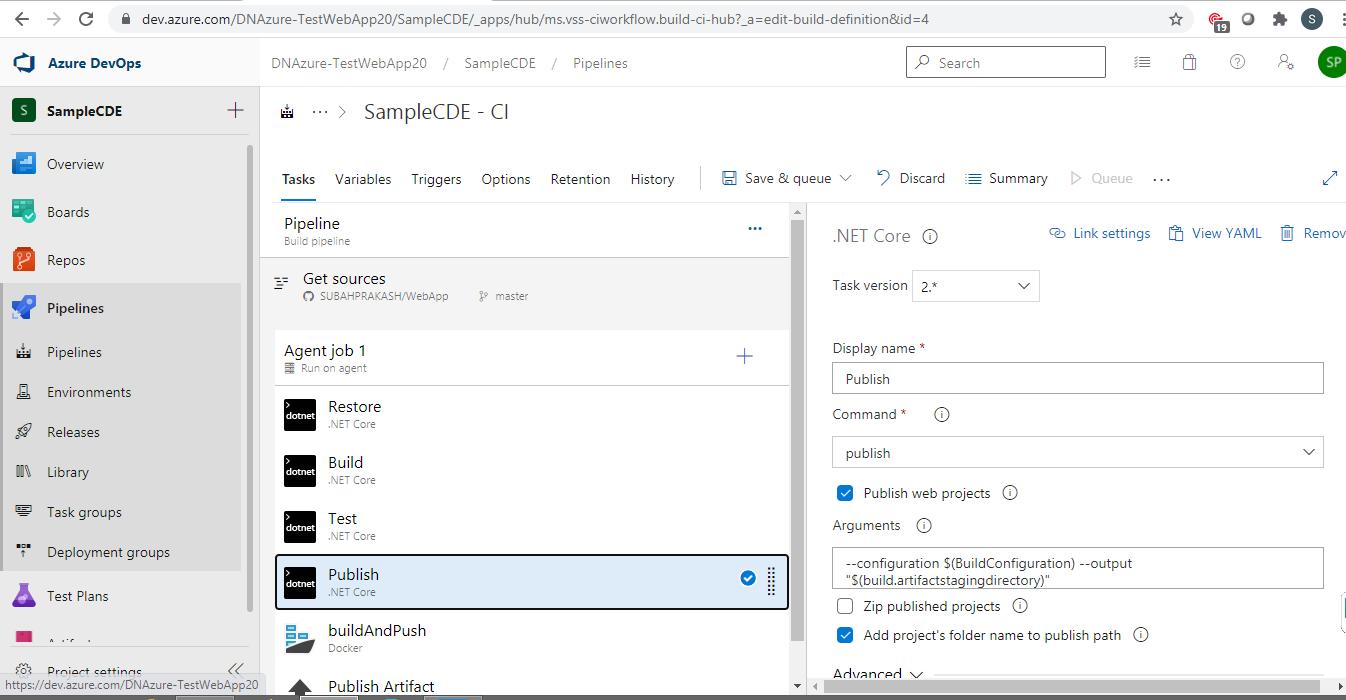 dev.azure.com/DNAzure-TestWebApp20/SampleCDE/_apps/hub/ms.vss-ciworkflow.build-ci-hub?_a=edit-build-definition&id=4
19
S
Azure DevOps
DNAzure-TestWebApp20 / SampleCDE / Pipelines
Search
SP
S SampleCDE
Overview
Boards
Repos
Pipelines
Pipelines
Environments
Releases
Library
Task groups
Deployment groups
Test Plans
Project settings
https://dev.azure.com/DNAzure-TestWebApp20
SampleCDE - CI
Tasks Variables Triggers Options Retention History Save & queue Discard Summary Queue
Pipeline
Build pipeline
Get sources
SUBAHPRAKASH/WebApp master
Agent job 1
Run on agent
dotnet
Restore
.NET Core
dotnet
Build
.NET Core
dotnet
Test
.NET Core
dotnet
Publish
.NET Core
buildAndPush
Docker
Publish Artifact
.NET Core
Link settings View YAML Remov
Task version 2.*
Display name *
Publish
Command *
publish
Publish web projects
Arguments
--configuration $(BuildConfiguration) --output
"$(build.artifactstagingdirectory)"
Zip published projects
Add project's folder name to publish path
Advanced